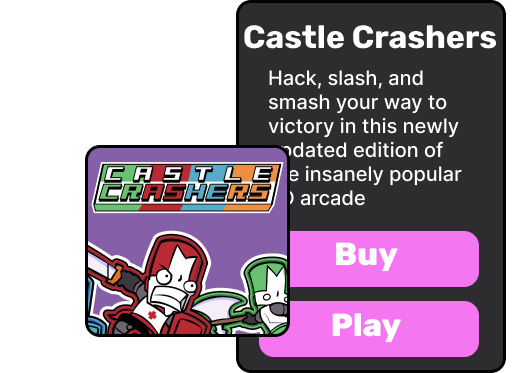 Castle Crashers
Hack, slash, and
smash your way to
victory in this newly
edition of
insanely popular
arcade
CASTLE
CRASHERS
Buy
Play